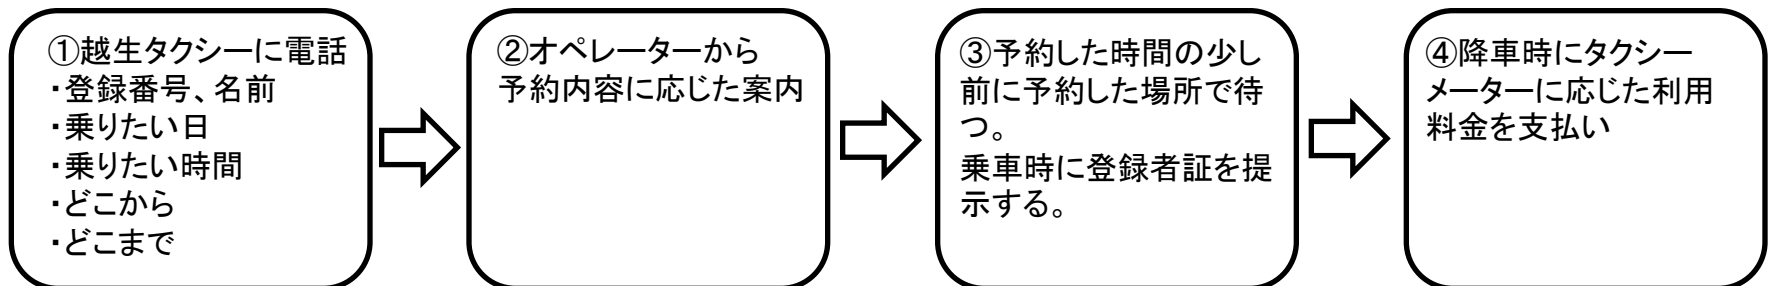 ①越生タクシーに電話
・登録番号、名前
・乗りたい日
・乗りたい時間
・どこから
・どこまで
②オペレーターから
予約内容に応じた案内
③予約した時間の少し
前に予約した場所で待
つ。
乗車時に登録者証を提
示する。
④降車時にタクシー
メーターに応じた利用
料金を支払い